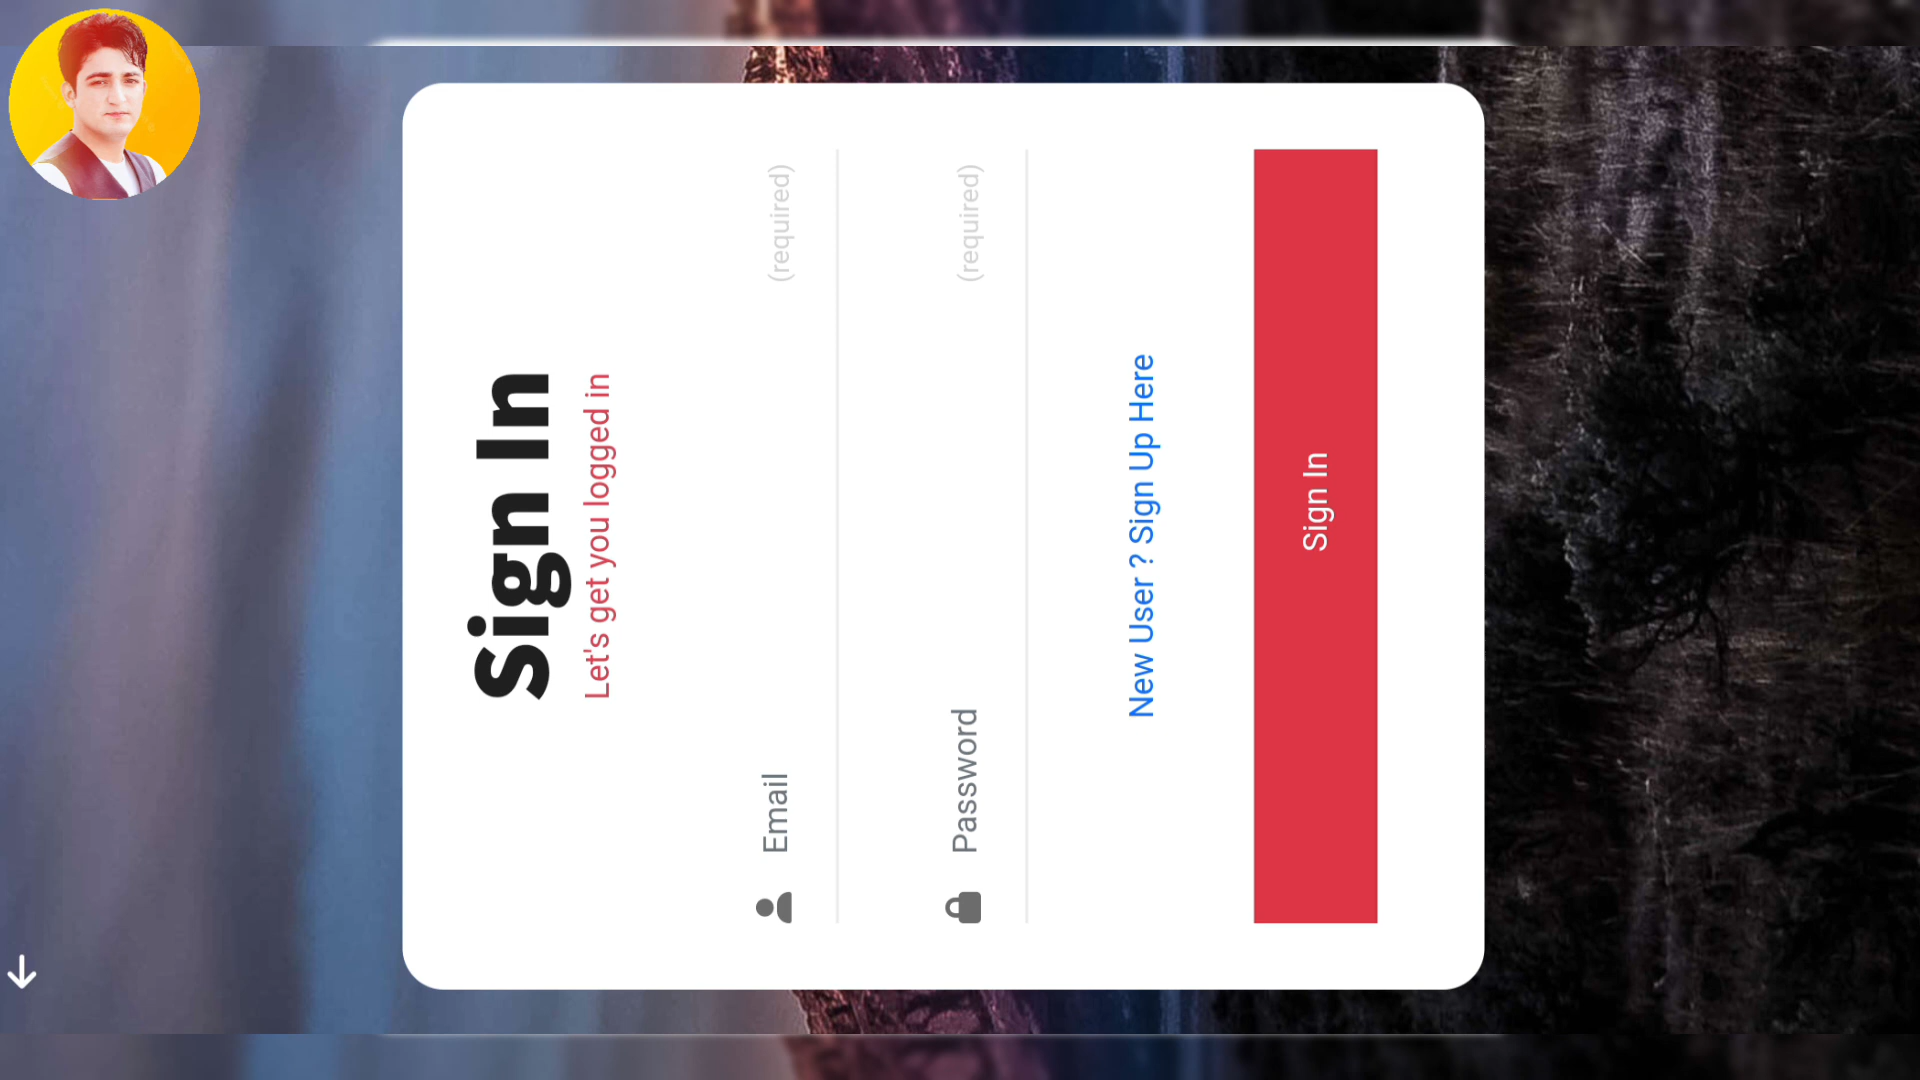 Sign In
Let's get you logged in
Email (required)
Password (required)
New User ? Sign Up Here
Sign In